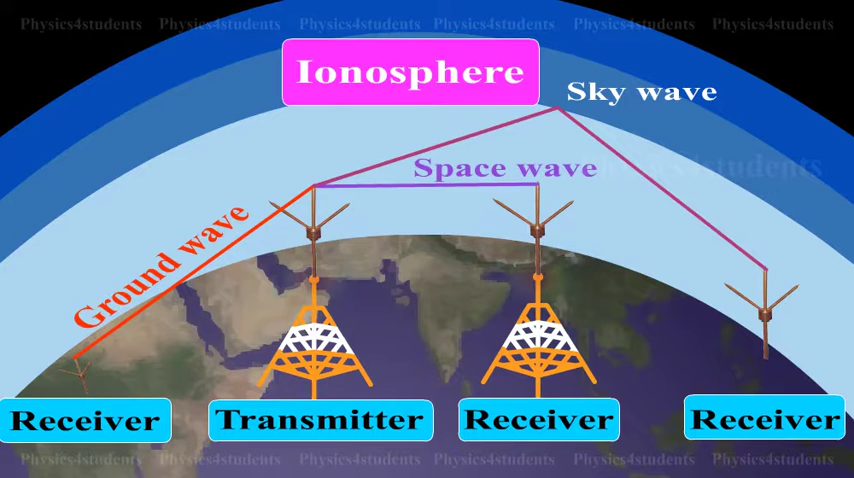 Physics4students Physics4students Physics4students Physics4students Physics4students Physics4students
Ionosphere
Sky wave
Space wave
Physics4students
Ground wave
Receiver
Transmitter
Receiver
Receiver
Physics4students Physics4students Physics4students Physics4students Physics4students Physics4students